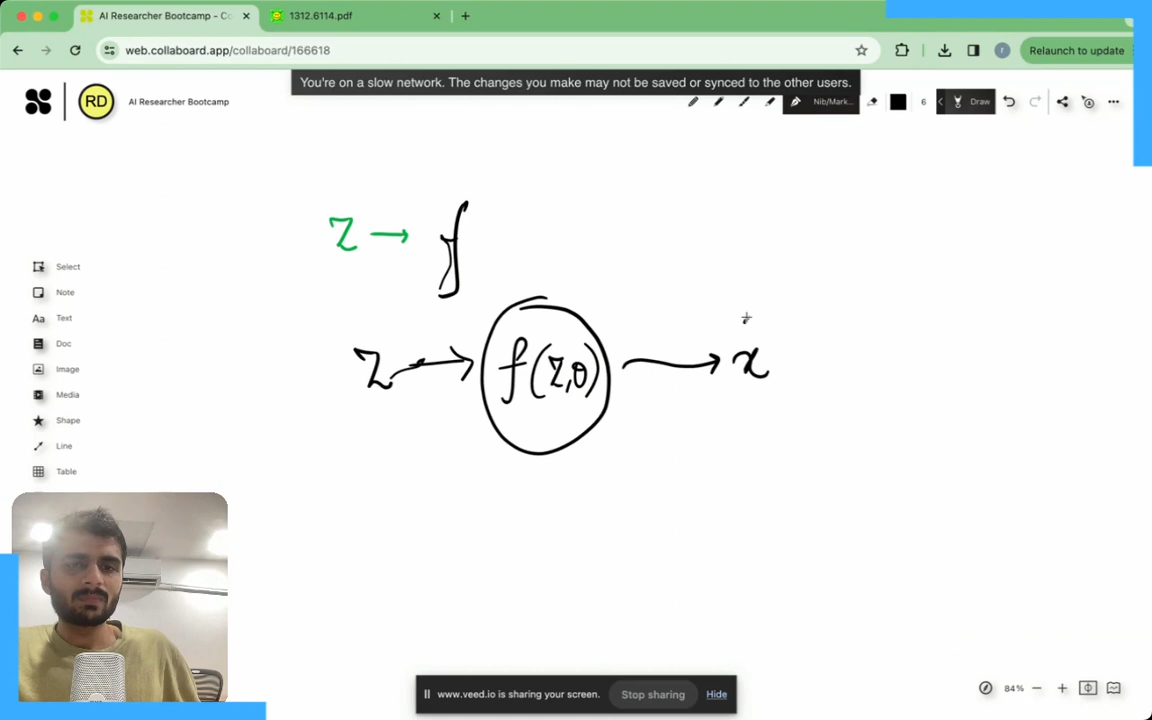 AI Researcher Bootcamp - Co
1312.6114.pdf
web.collaboard.app/collaboard/166618
r
Relaunch to update
You're on a slow network. The changes you make may not be saved or synced to the other users.
RD
AI Researcher Bootcamp
Nib/Mark...
6
Draw
z → f
z → f(z,θ) → x
Select
Note
Aa Text
Doc
Image
Media
Shape
Line
Table
www.veed.io is sharing your screen.
Stop sharing
Hide
84%